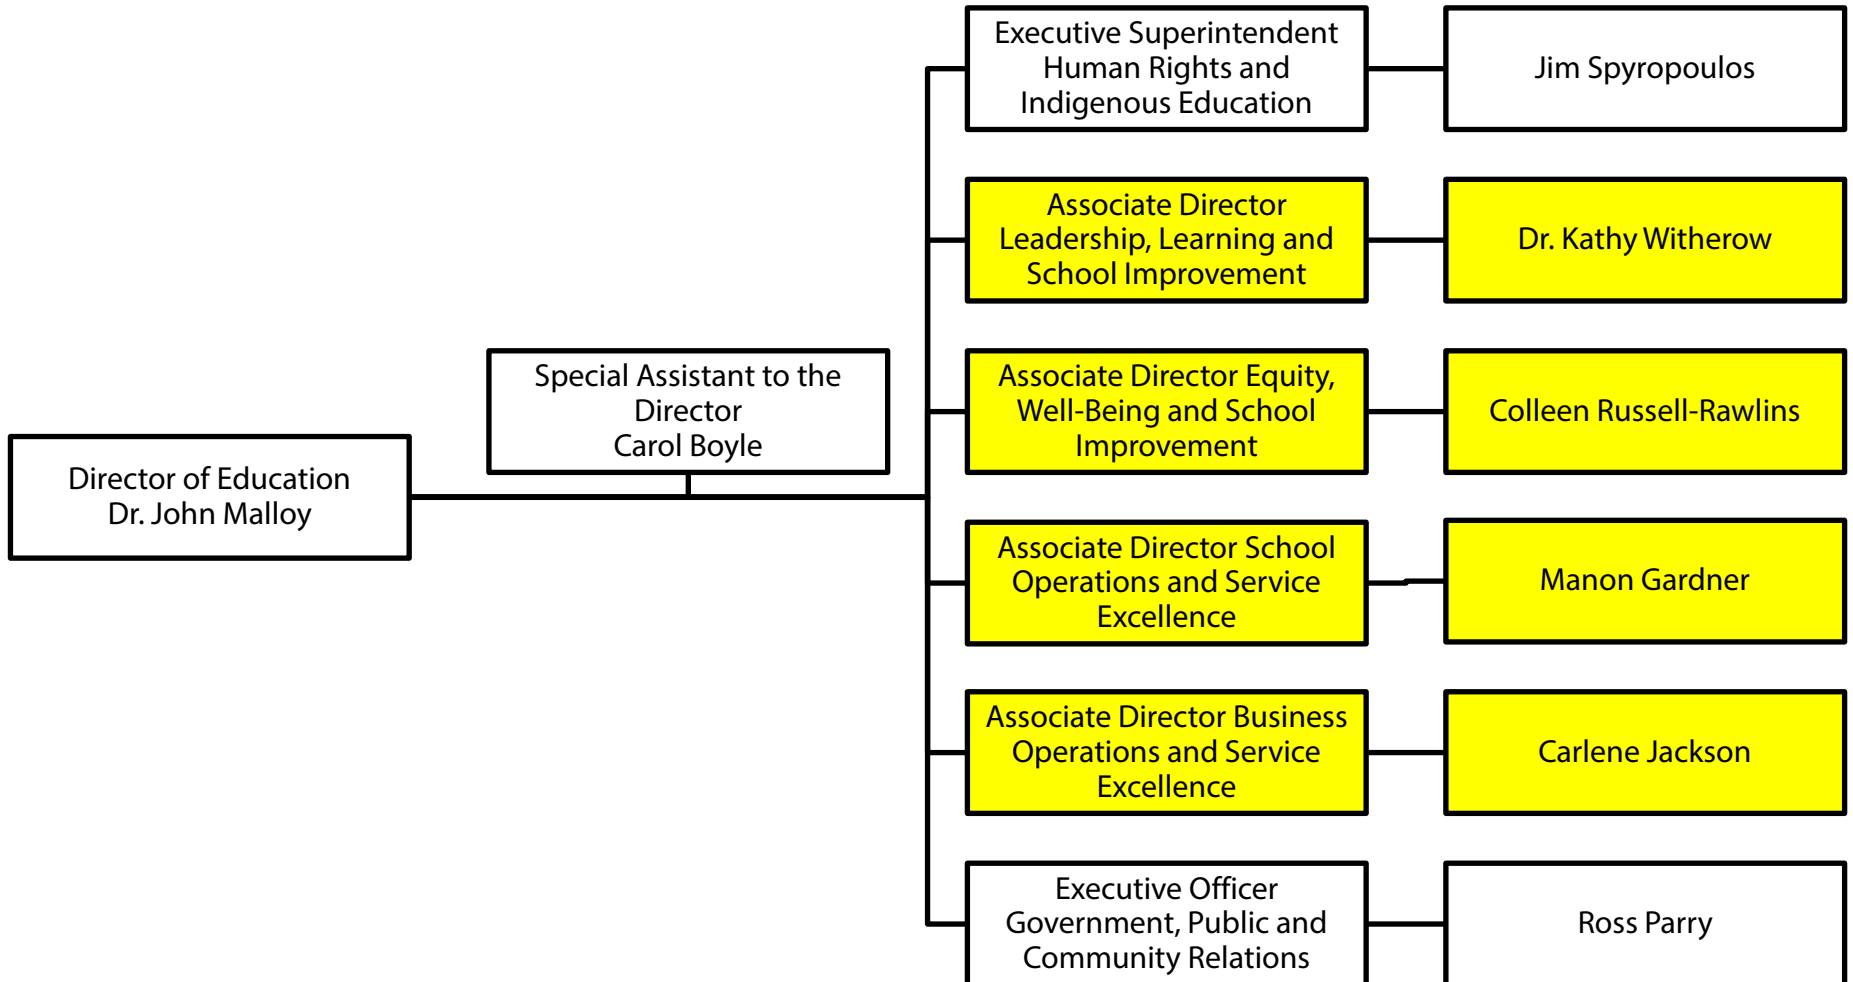 Director of Education
Dr. John Malloy
Special Assistant to the
Director
Carol Boyle
Executive Superintendent
Human Rights and
Indigenous Education
Jim Spyropoulos
Associate Director
Leadership, Learning and
School Improvement
Dr. Kathy Witherow
Associate Director Equity,
Well-Being and School
Improvement
Colleen Russell-Rawlins
Associate Director School
Operations and Service
Excellence
Manon Gardner
Associate Director Business
Operations and Service
Excellence
Carlene Jackson
Executive Officer
Government, Public and
Community Relations
Ross Parry